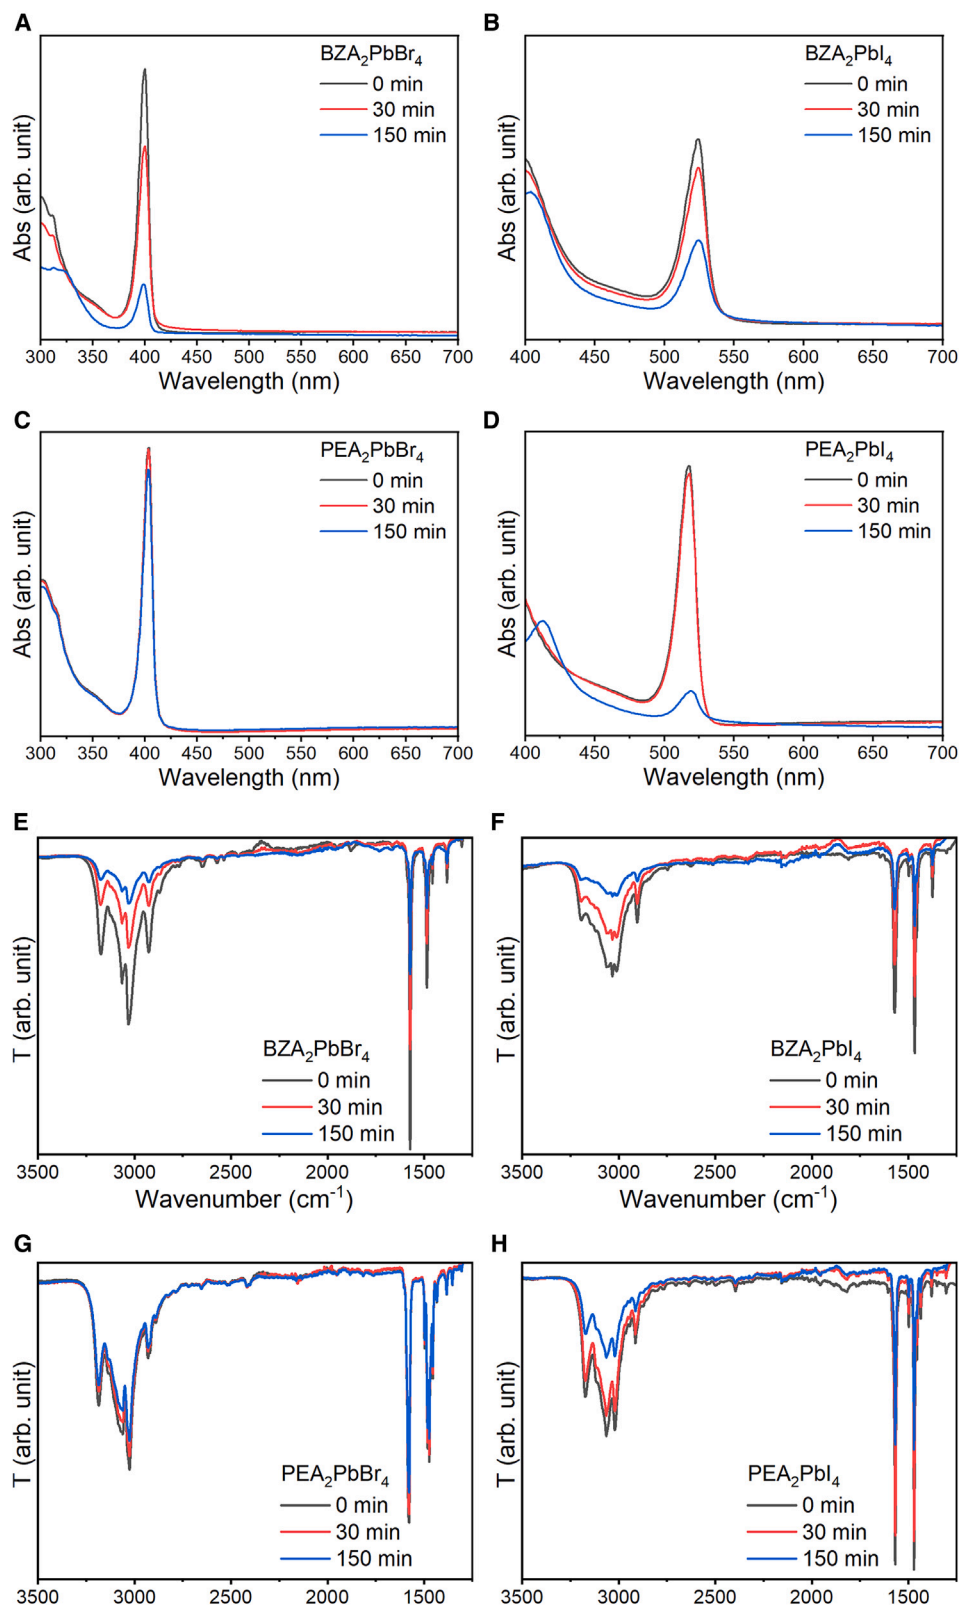 A
BZA₂PbBr₄
0 min
30 min
150 min
Abs (arb. unit)
300 350 400 450 500 550 600 650 700
Wavelength (nm)
B
BZA₂PbI₄
0 min
30 min
150 min
Abs (arb. unit)
400 450 500 550 600 650 700
Wavelength (nm)
C
PEA₂PbBr₄
0 min
30 min
150 min
Abs (arb. unit)
300 350 400 450 500 550 600 650 700
Wavelength (nm)
D
PEA₂PbI₄
0 min
30 min
150 min
Abs (arb. unit)
400 450 500 550 600 650 700
Wavelength (nm)
E
T (arb. unit)
BZA₂PbBr₄
0 min
30 min
150 min
3500 3000 2500 2000 1500
Wavenumber (cm⁻¹)
F
T (arb. unit)
BZA₂PbI₄
0 min
30 min
150 min
3500 3000 2500 2000 1500
Wavenumber (cm⁻¹)
G
T (arb. unit)
PEA₂PbBr₄
0 min
30 min
150 min
3500 3000 2500 2000 1500
H
T (arb. unit)
PEA₂PbI₄
0 min
30 min
150 min
3500 3000 2500 2000 1500